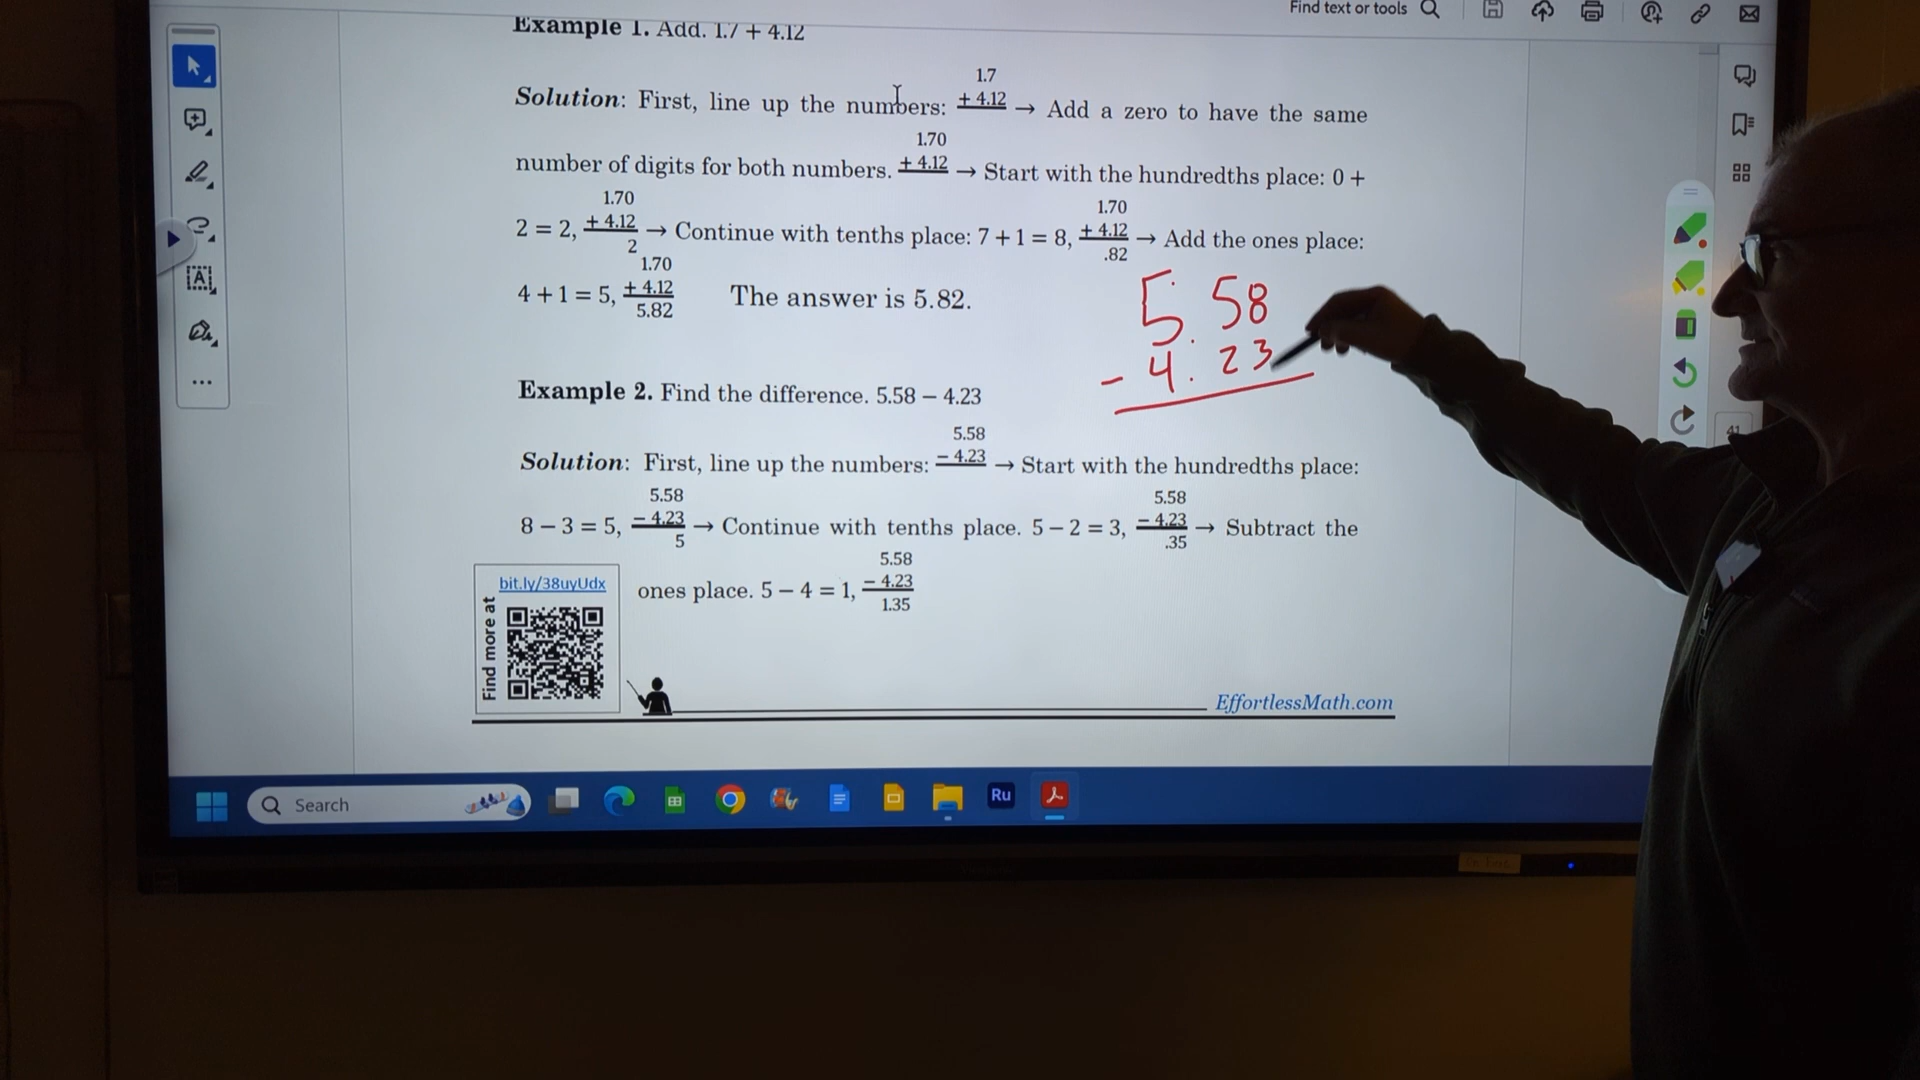 Find text or tools
Example 1. Add. 1.7 + 4.12
1.7
Solution: First, line up the numbers: + 4.12 → Add a zero to have the same
1.70
number of digits for both numbers. + 4.12 → Start with the hundredths place: 0 +
1.70 1.70
2 = 2, + 4.12 → Continue with tenths place: 7 + 1 = 8, + 4.12 → Add the ones place:
2 .82
1.70
4 + 1 = 5, + 4.12 The answer is 5.82.
5.82
5.58
- 4.23
Example 2. Find the difference. 5.58 – 4.23
5.58
Solution: First, line up the numbers: – 4.23 → Start with the hundredths place:
5.58 5.58
8 – 3 = 5, – 4.23 → Continue with tenths place. 5 – 2 = 3, – 4.23 → Subtract the
5 .35
5.58
ones place. 5 – 4 = 1, – 4.23
1.35
Find more at
bit.ly/38uyUdx
EffortlessMath.com
41
Search
Ru